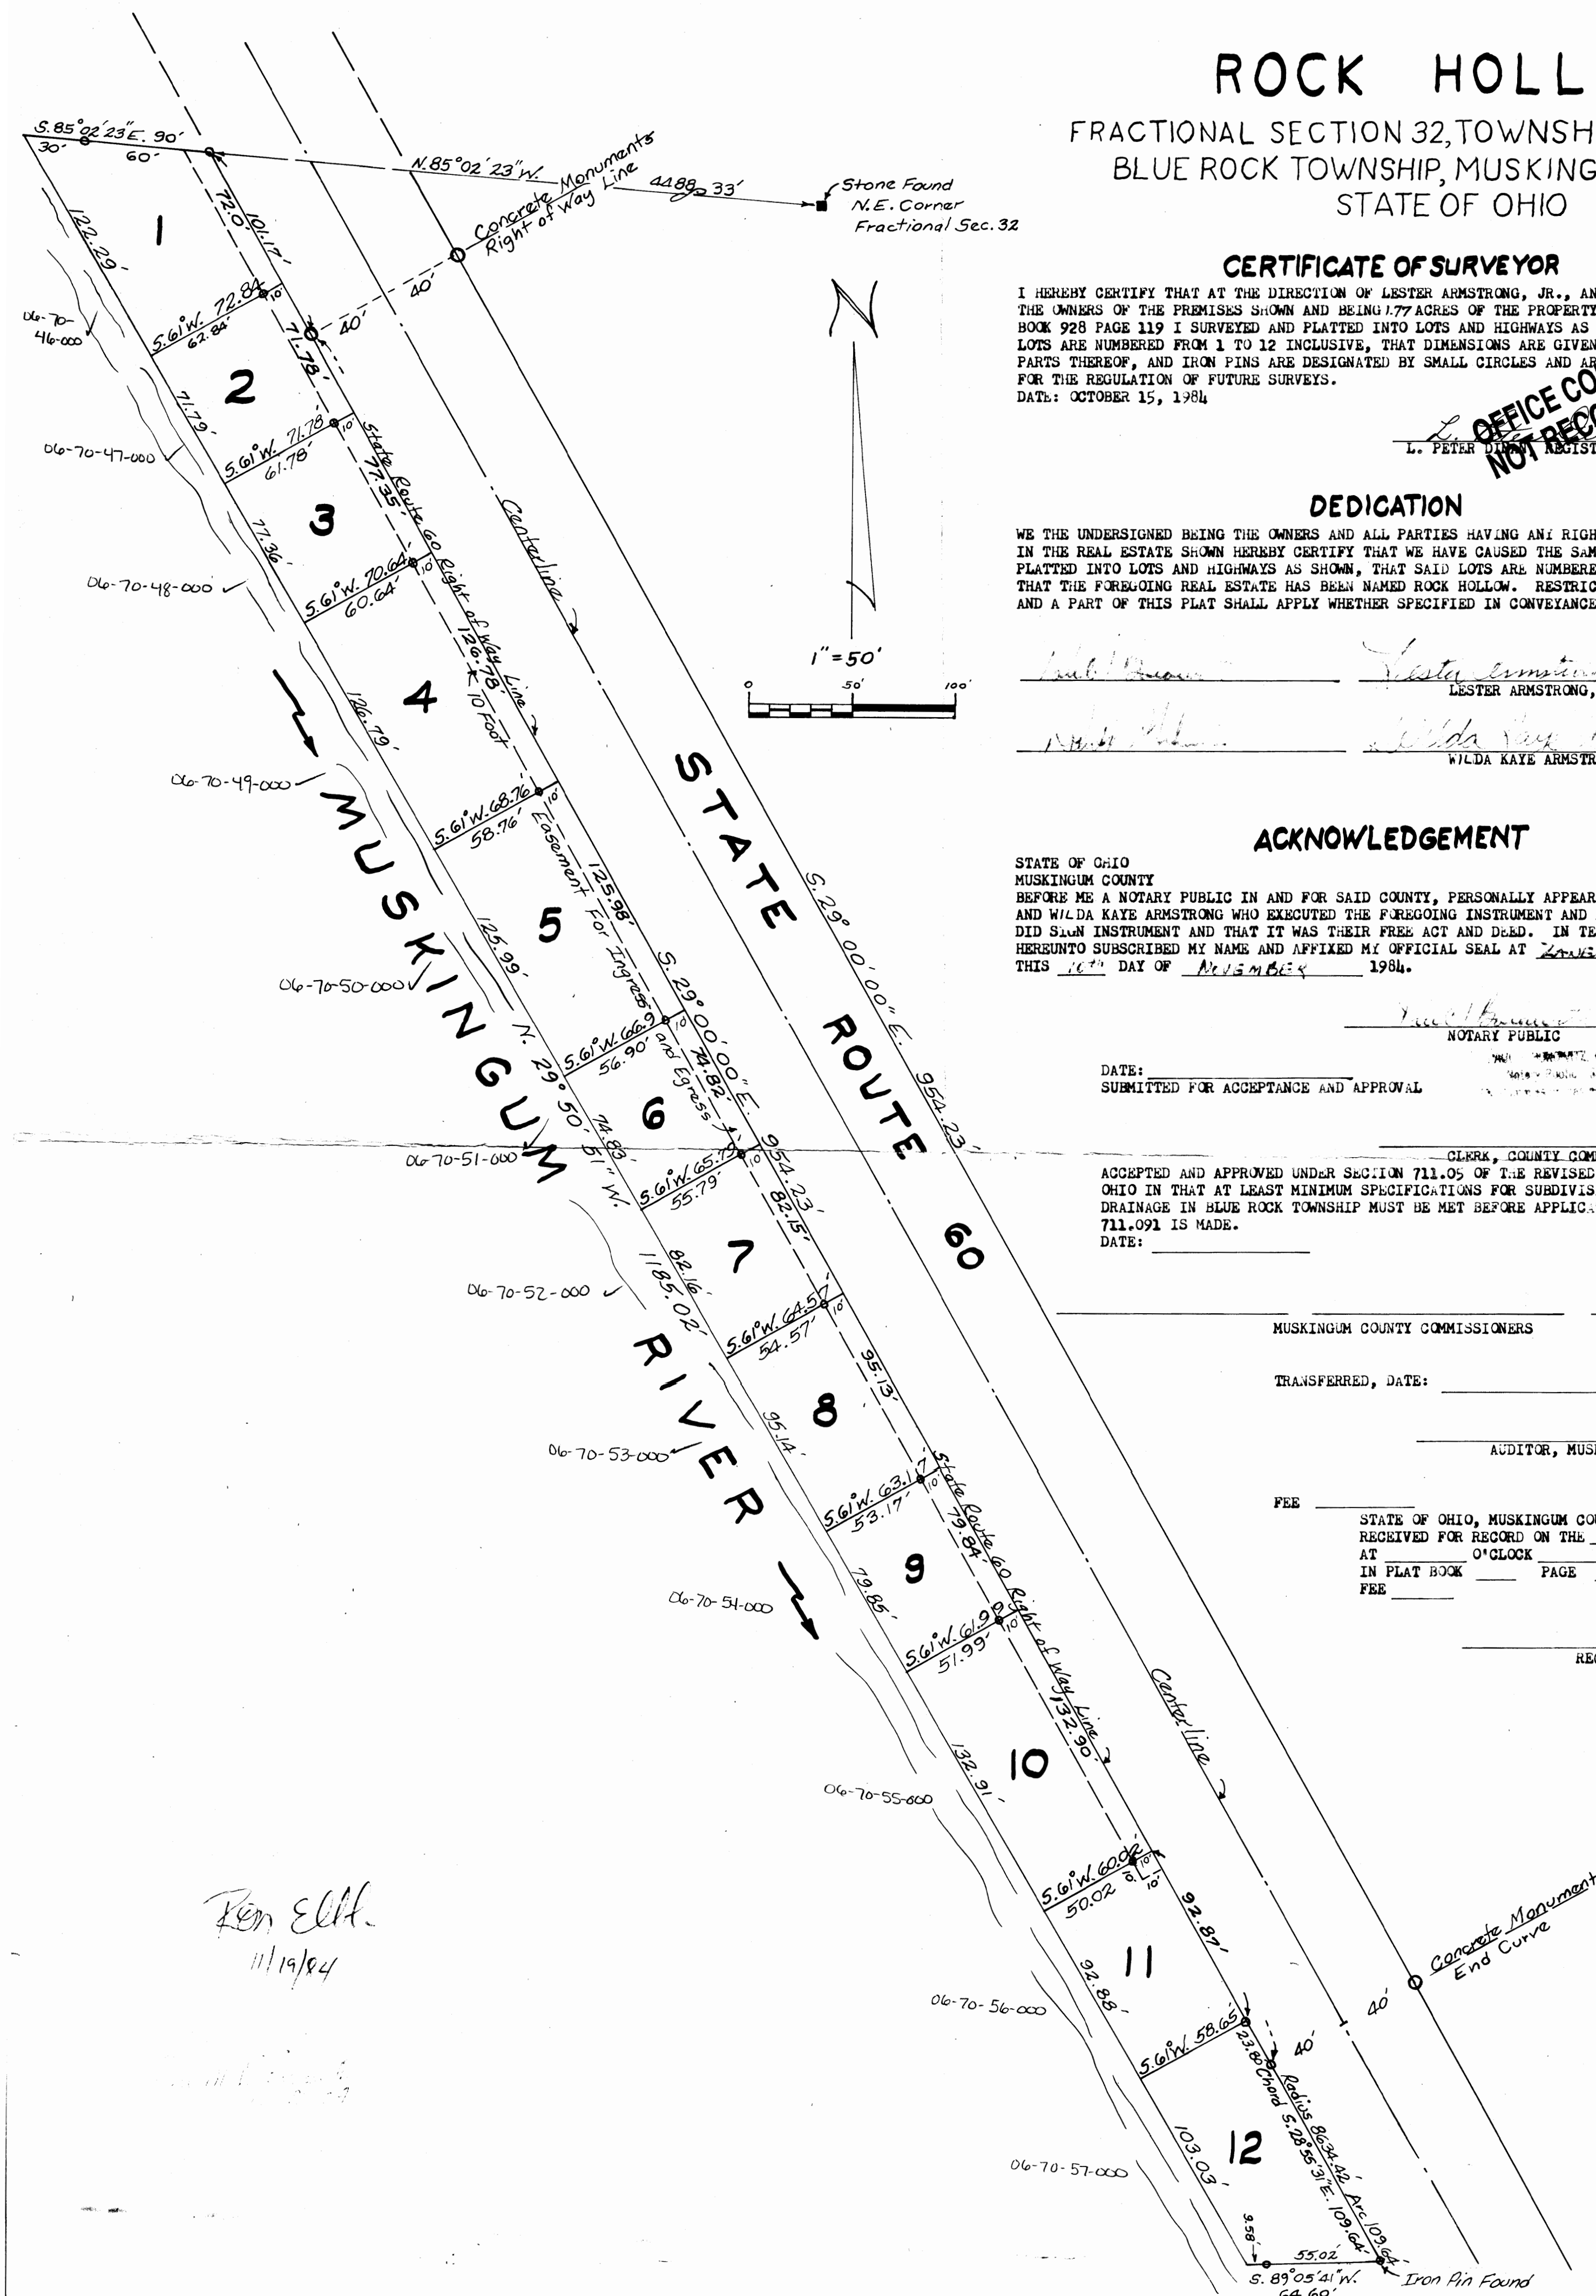 ROCK HOLL
FRACTIONAL SECTION 32, TOWNSH
BLUE ROCK TOWNSHIP, MUSKING
STATE OF OHIO
CERTIFICATE OF SURVEYOR
I HEREBY CERTIFY THAT AT THE DIRECTION OF LESTER ARMSTRONG, JR., AN
THE OWNERS OF THE PREMISES SHOWN AND BEING 1.77 ACRES OF THE PROPERTY
BOOK 928 PAGE 119 I SURVEYED AND PLATTED INTO LOTS AND HIGHWAYS AS
LOTS ARE NUMBERED FROM 1 TO 12 INCLUSIVE, THAT DIMENSIONS ARE GIVEN
PARTS THEREOF, AND IRON PINS ARE DESIGNATED BY SMALL CIRCLES AND AR
FOR THE REGULATION OF FUTURE SURVEYS.
DATE: OCTOBER 15, 1984
OFFICE CO
NOT RECO
L. PETER DINAN REGIST
DEDICATION
WE THE UNDERSIGNED BEING THE OWNERS AND ALL PARTIES HAVING ANY RIGH
IN THE REAL ESTATE SHOWN HEREBY CERTIFY THAT WE HAVE CAUSED THE SAM
PLATTED INTO LOTS AND HIGHWAYS AS SHOWN, THAT SAID LOTS ARE NUMBERE
THAT THE FOREGOING REAL ESTATE HAS BEEN NAMED ROCK HOLLOW. RESTRIC
AND A PART OF THIS PLAT SHALL APPLY WHETHER SPECIFIED IN CONVEYANCE
LESTER ARMSTRONG,
WILDA KAYE ARMSTR
ACKNOWLEDGEMENT
STATE OF OHIO
MUSKINGUM COUNTY
BEFORE ME A NOTARY PUBLIC IN AND FOR SAID COUNTY, PERSONALLY APPEAR
AND WILDA KAYE ARMSTRONG WHO EXECUTED THE FOREGOING INSTRUMENT AND
DID SIGN INSTRUMENT AND THAT IT WAS THEIR FREE ACT AND DEED. IN TE
HEREUNTO SUBSCRIBED MY NAME AND AFFIXED MY OFFICIAL SEAL AT ZANE
THIS 16th DAY OF NOVEMBER 1984.
NOTARY PUBLIC
DATE:
SUBMITTED FOR ACCEPTANCE AND APPROVAL
CLERK, COUNTY COM
ACCEPTED AND APPROVED UNDER SECTION 711.05 OF THE REVISED
OHIO IN THAT AT LEAST MINIMUM SPECIFICATIONS FOR SUBDIVIS
DRAINAGE IN BLUE ROCK TOWNSHIP MUST BE MET BEFORE APPLICA
711.091 IS MADE.
DATE:
MUSKINGUM COUNTY COMMISSIONERS
TRANSFERRED, DATE:
AUDITOR, MUS
FEE
STATE OF OHIO, MUSKINGUM CO
RECEIVED FOR RECORD ON THE
AT O'CLOCK
IN PLAT BOOK PAGE
FEE
RE
S. 85° 02' 23" E. 90'
30' 60'
N. 85° 02' 23" W. 4488.33'
Stone Found
N.E. Corner
Fractional Sec. 32
Concrete Monuments
Right of Way Line
40'
40'
N
1" = 50'
0 50' 100'
1
122.29'
72.0'
101.17'
S. 61° W. 72.84
62.84'
10'
06-70-
46-000
2
71.79'
71.78'
S. 61° W. 71.78'
61.78'
10'
06-70-47-000
3
77.36'
77.35'
S. 61° W. 70.64'
60.64'
10'
06-70-48-000
State Route 60 Right of Way Line
Centerline
4
126.79'
126.78'
10 Foot
S. 61° W. 68.76'
58.76'
10'
06-70-49-000
5
125.99'
125.98'
Easement For Ingress
and Egress
S. 61° W. 66.9
56.90'
10'
06-70-50-000
N. 29° 50' 51" W.
1185.02'
S. 29° 00' 00" E. 954.23'
S. 29° 00' 00" E. 954.23'
6
74.83'
74.82'
S. 61° W. 65.79
55.79'
10'
06-70-51-000
7
82.16'
82.15'
S. 61° W. 64.57'
54.57'
10'
06-70-52-000
8
95.14'
95.13'
S. 61° W. 63.17'
53.17'
10'
06-70-53-000
9
79.85'
79.84'
S. 61° W. 61.99
51.99'
10'
06-70-54-000
State Route 60 Right of Way Line
Centerline
10
132.91'
132.90'
S. 61° W. 60.02'
50.02
10'
10'
10'
06-70-55-000
11
92.88'
92.87'
S. 61° W. 58.65'
06-70-56-000
40'
40'
Concrete Monument
End Curve
12
103.03'
23.80'
Radius 8634.42' Arc 109.64'
Chord S. 28° 55' 31" E. 109.64'
06-70-57-000
9.58'
55.02'
S. 89° 05' 41" W.
64.60'
Iron Pin Found
MUSKINGUM
RIVER
STATE
ROUTE
60
11/19/84